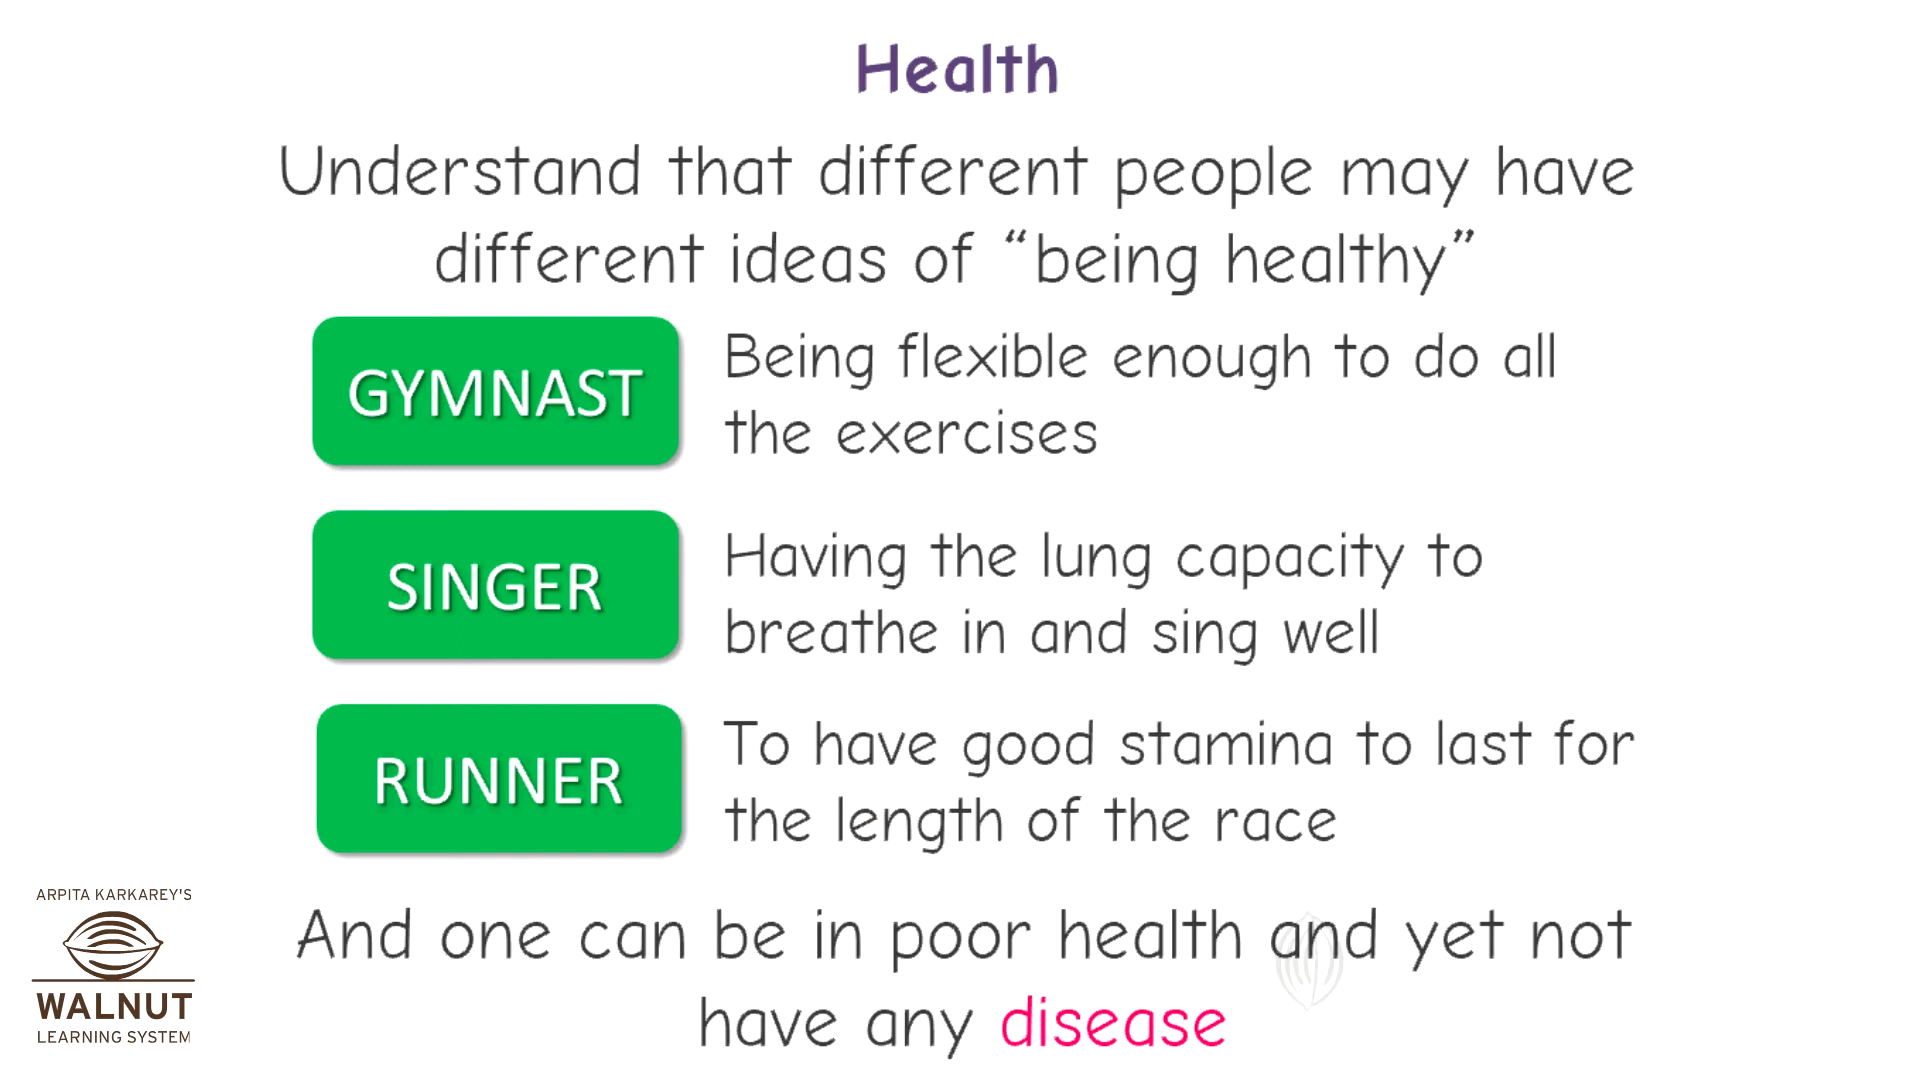 Health
Understand that different people may have
different ideas of “being healthy”
GYMNAST
Being flexible enough to do all
the exercises
SINGER
Having the lung capacity to
breathe in and sing well
RUNNER
To have good stamina to last for
the length of the race
And one can be in poor health and yet not
have any disease
ARPITA KARKAREY'S
WALNUT
LEARNING SYSTEM